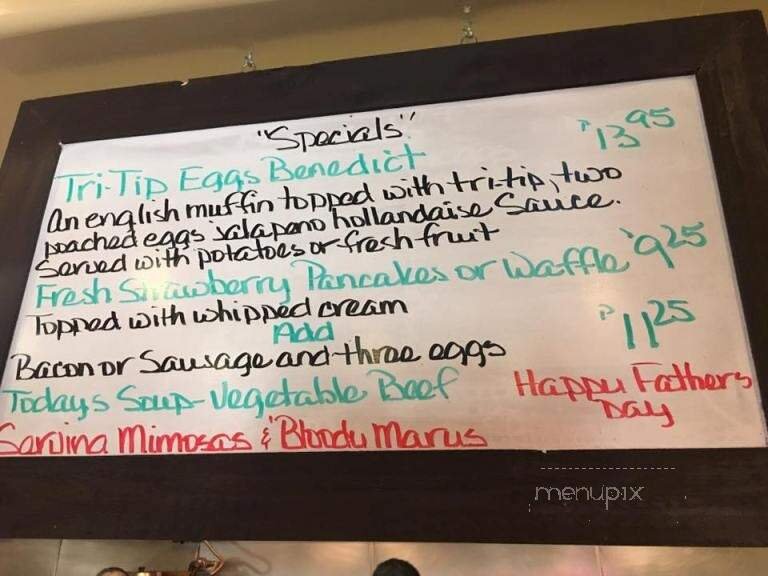 "Specials"
Tri-Tip Eggs Benedict $13.95
An english muffin topped with tri-tip, two
poached eggs jalapeno hollandaise sauce.
Served with potatoes or fresh fruit
Fresh Strawberry Pancakes or Waffle $9.25
Topped with whipped cream
Add
Bacon or Sausage and three eggs $11.25
Todays Soup-Vegetable Beef
Happy Fathers
Day
Serving Mimosas & Bloody Marys
menupix